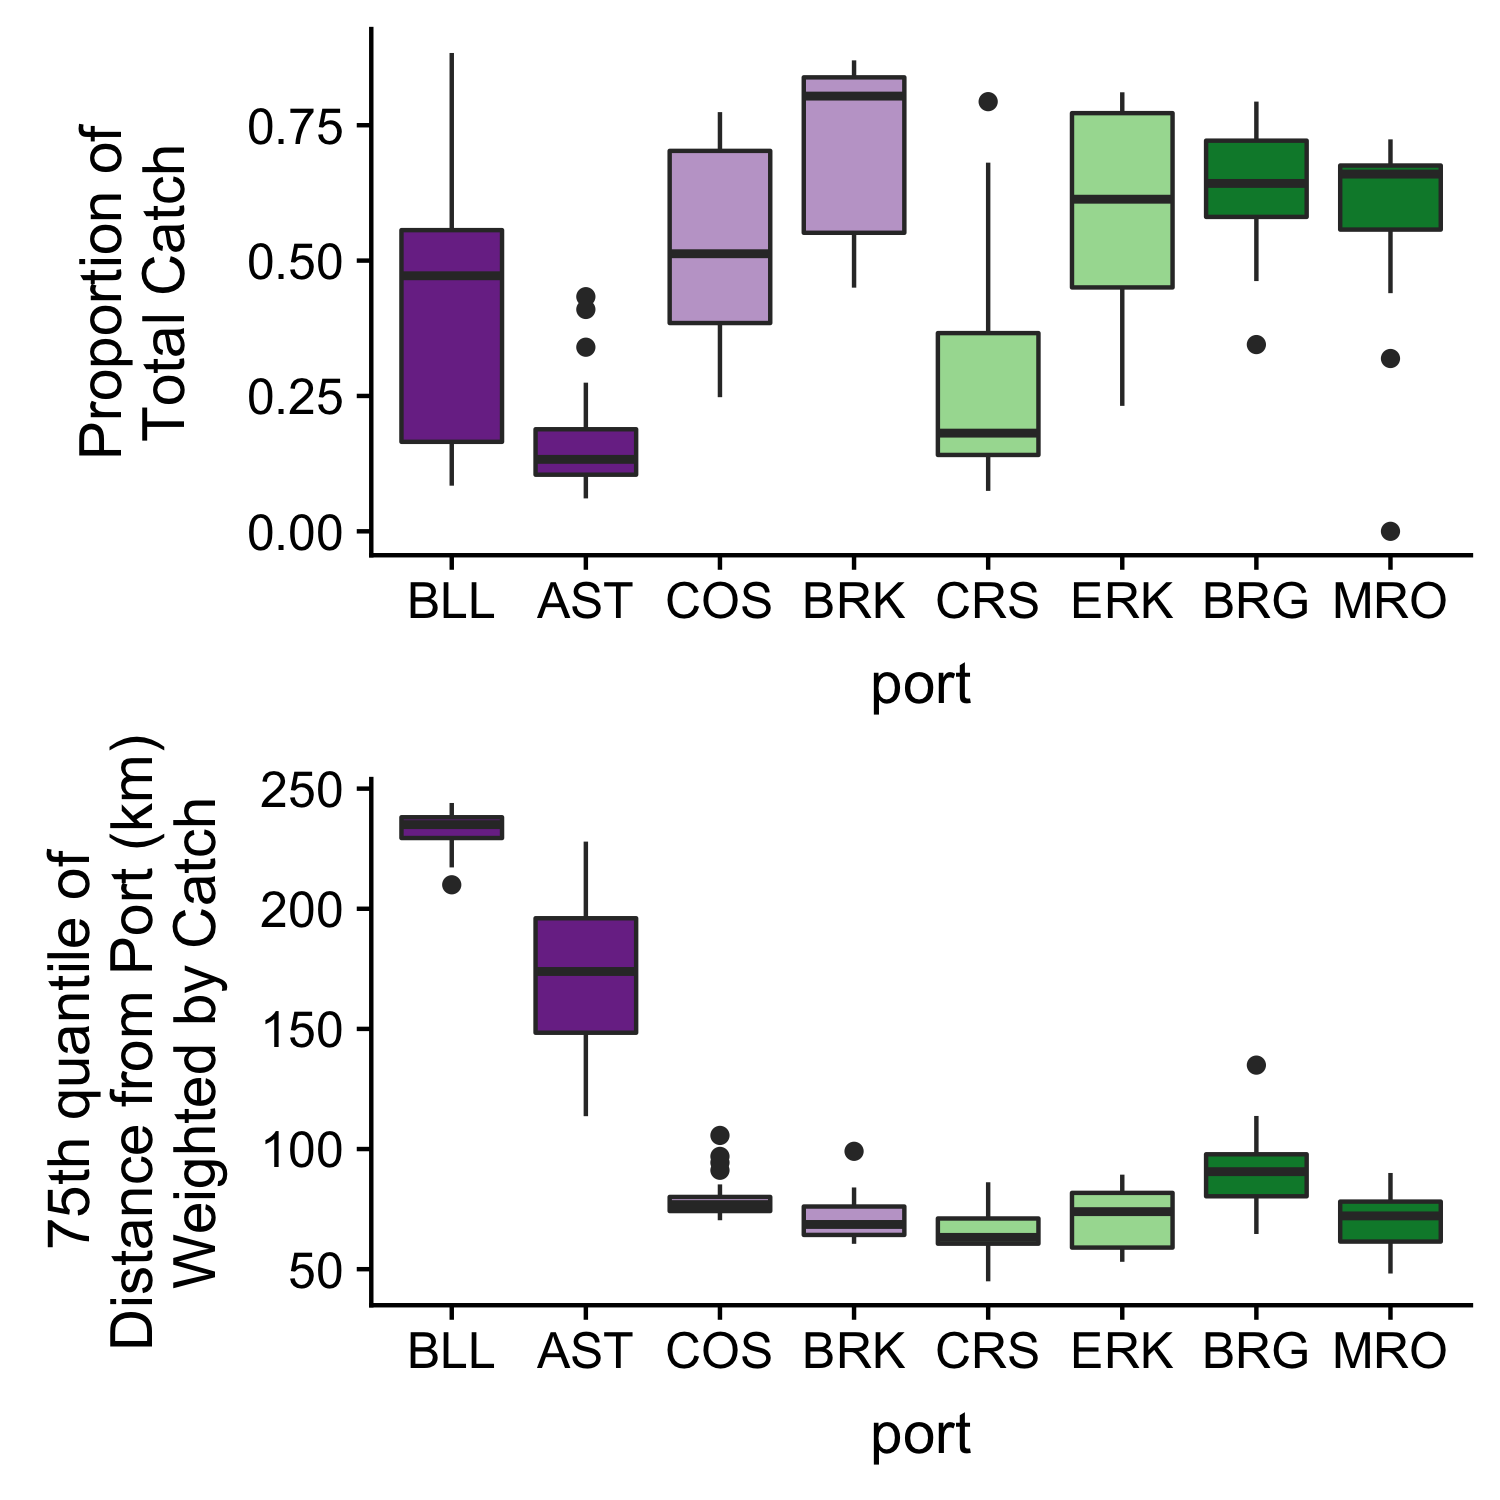 Proportion of
Total Catch
0.75
0.50
0.25
0.00
BLL AST COS BRK CRS ERK BRG MRO
port
75th quantile of
Distance from Port (km)
Weighted by Catch
250
200
150
100
50
BLL AST COS BRK CRS ERK BRG MRO
port